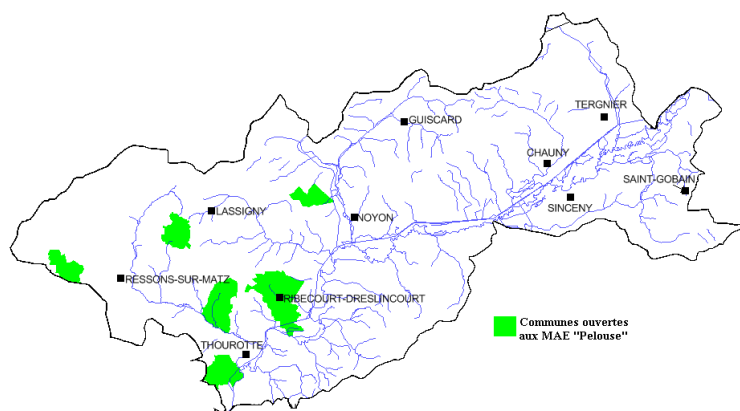 TERGNIER
GUISCARD
CHAUNY
SAINT-GOBAIN
SINCENY
LASSIGNY
NOYON
RESSONS-SUR-MATZ
RIBECOURT-DRESLINCOURT
THOUROTTE
Communes ouvertes
aux MAE "Pelouse"